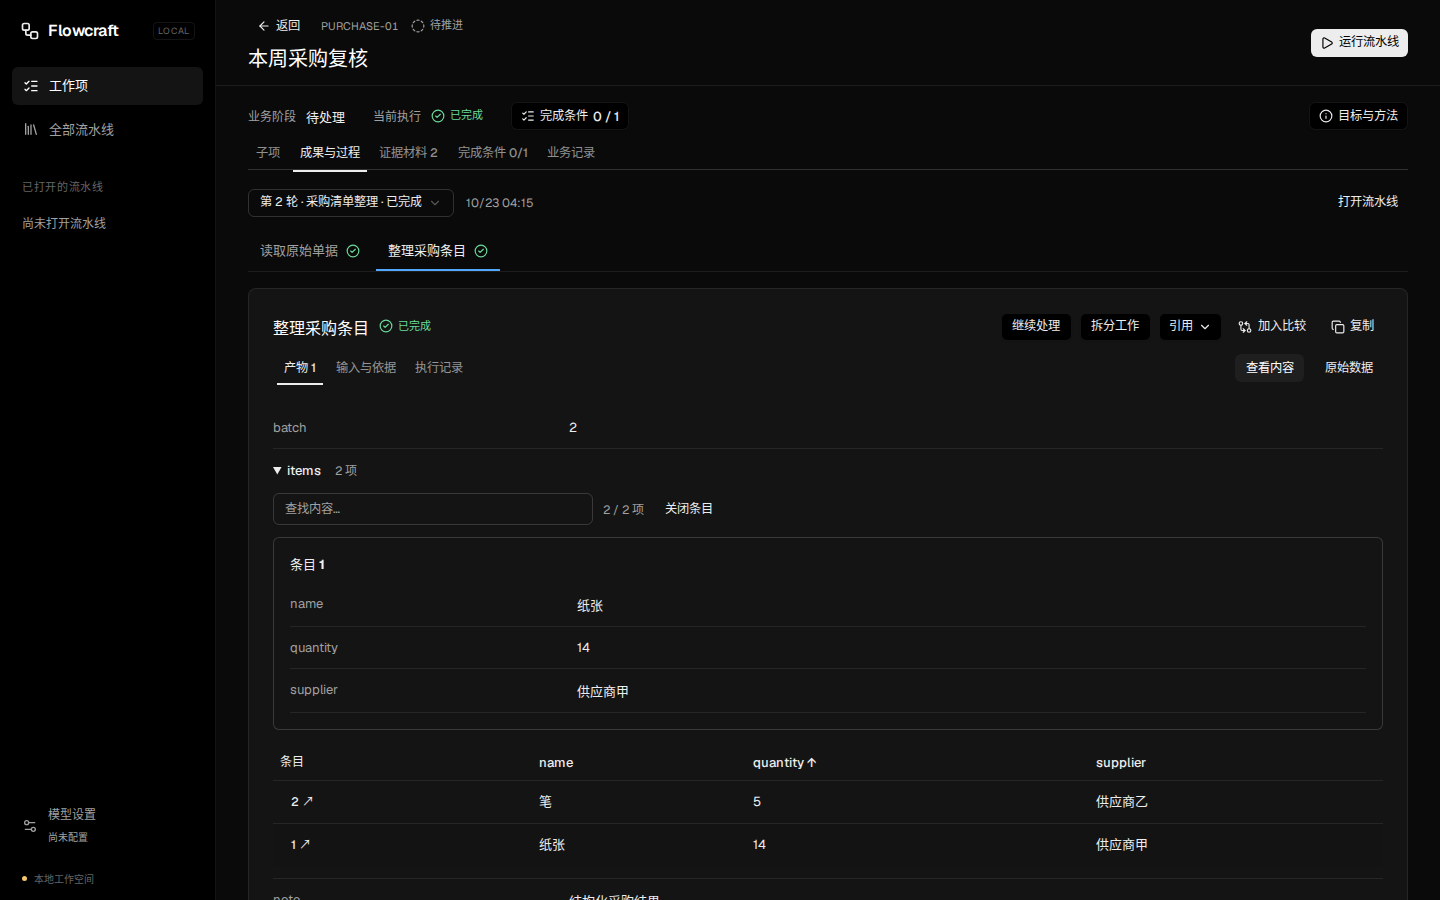 Flowcraft LOCAL
工作项
全部流水线
已打开的流水线
尚未打开流水线
模型设置
尚未配置
本地工作空间
返回 PURCHASE-01 待推进
本周采购复核
运行流水线
业务阶段 待处理 当前执行 已完成 完成条件 0 / 1 目标与方法
子项 成果与过程 证据材料 2 完成条件 0/1 业务记录
第 2 轮 · 采购清单整理 · 已完成 10/23 04:15 打开流水线
读取原始单据 整理采购条目
整理采购条目 已完成 继续处理 拆分工作 引用 加入比较 复制
产物 1 输入与依据 执行记录 查看内容 原始数据
batch 2
items 2 项
查找内容... 2 / 2 项 关闭条目
条目 1
name 纸张
quantity 14
supplier 供应商甲
条目 name quantity ↑ supplier
2 ↗ 笔 5 供应商乙
1 ↗ 纸张 14 供应商甲
note 结构化采购结果